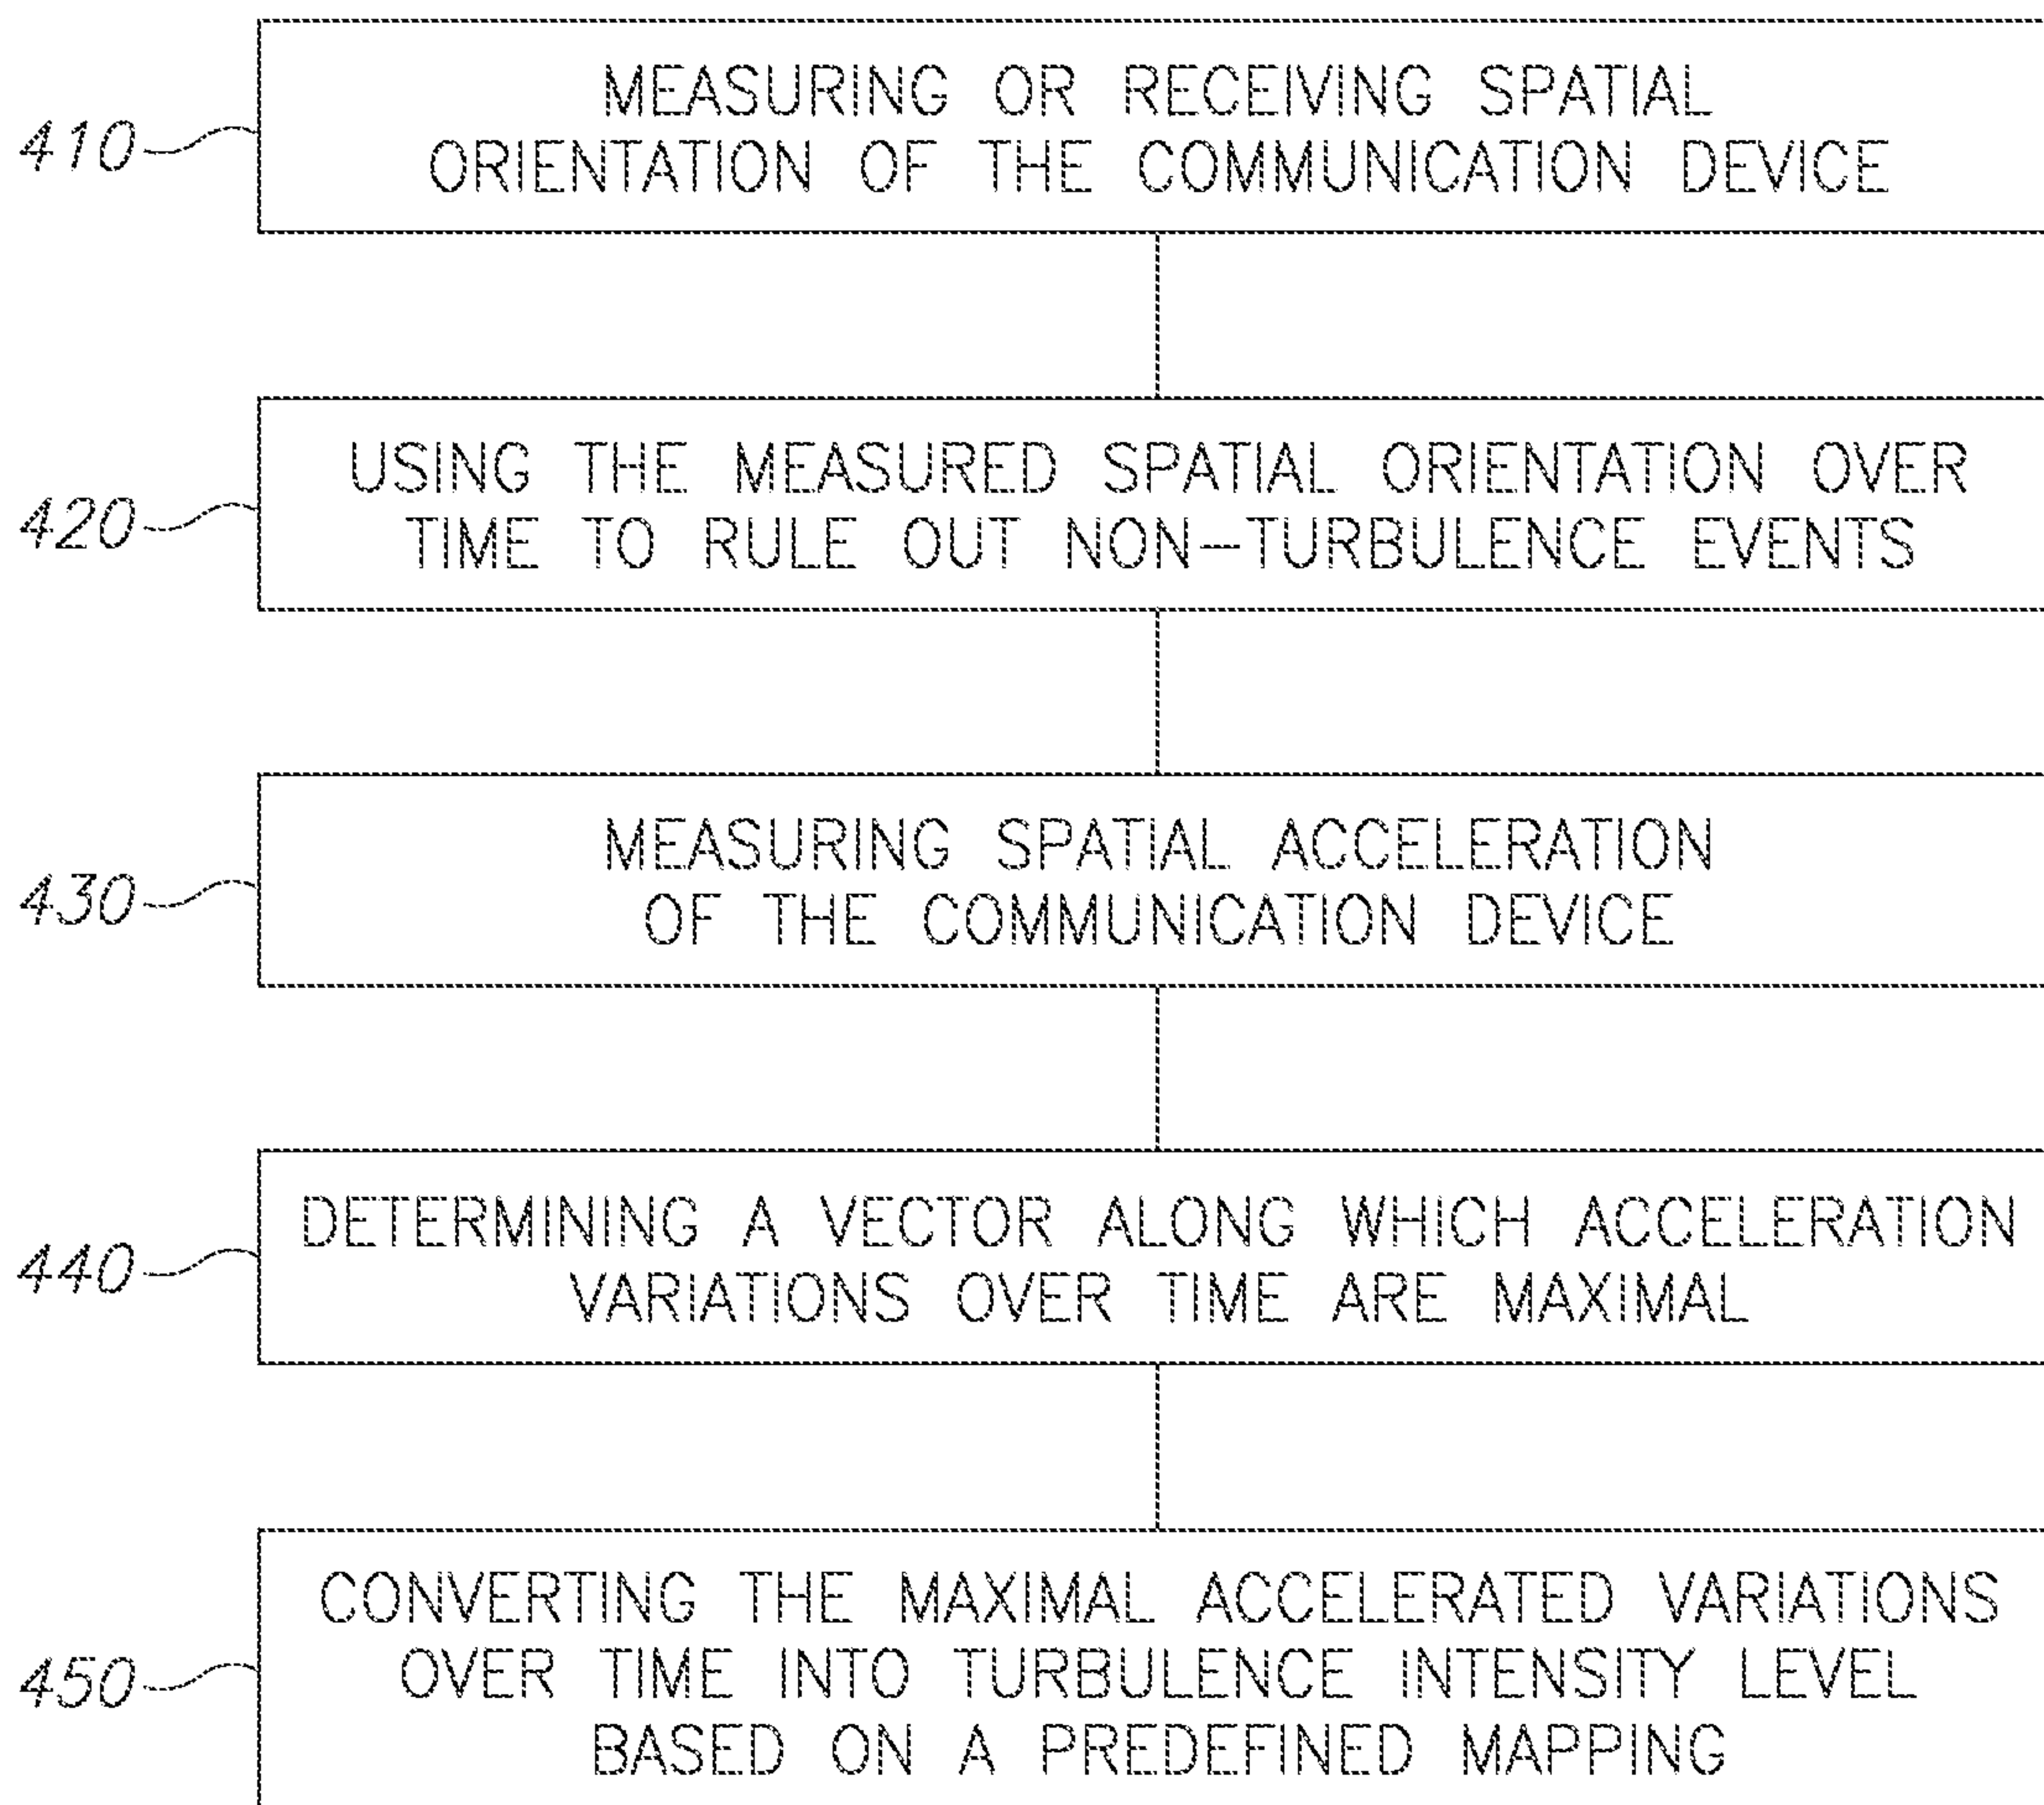 MEASURING OR RECEIVING SPATIAL
410
ORIENTATION OF THE COMMUNICATION DEVICE
USING THE MEASURED SPATIAL ORIENTATION OVER
420
TIME TO RULE OUT NON-TURBULENCE EVENTS
MEASURING SPATIAL ACCELERATION
430
OF THE COMMUNICATION DEVICE
DETERMINING A VECTOR ALONG WHICH ACCELERATION
440
VARIATIONS OVER TIME ARE MAXIMAL
CONVERTING THE MAXIMAL ACCELERATED VARIATIONS
450
OVER TIME INTO TURBULENCE INTENSITY LEVEL
BASED ON A PREDEFINED MAPPING